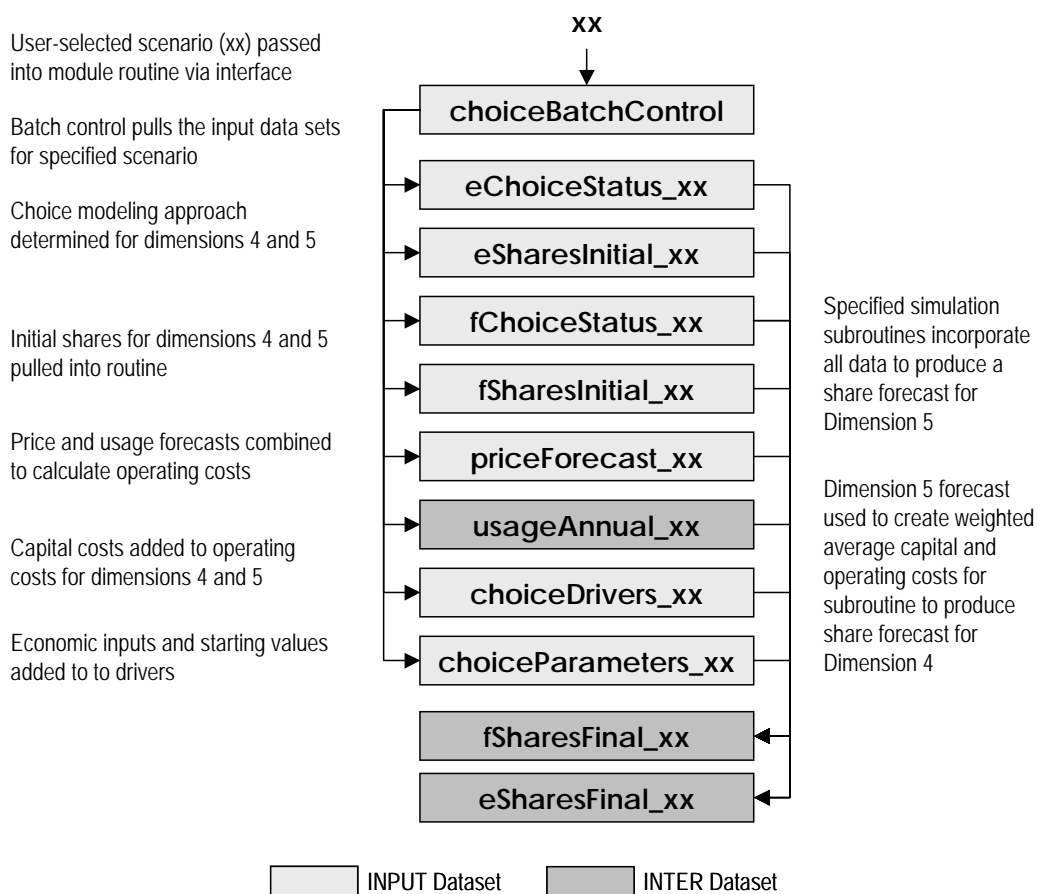 xx
User-selected scenario (xx) passed
into module routine via interface
choiceBatchControl
Batch control pulls the input data sets
for specified scenario
eChoiceStatus_xx
Choice modeling approach
determined for dimensions 4 and 5
eSharesInitial_xx
fChoiceStatus_xx
Initial shares for dimensions 4 and 5
pulled into routine
fSharesInitial_xx
Price and usage forecasts combined
to calculate operating costs
priceForecast_xx
usageAnnual_xx
Capital costs added to operating
costs for dimensions 4 and 5
choiceDrivers_xx
Economic inputs and starting values
added to to drivers
choiceParameters_xx
fSharesFinal_xx
eSharesFinal_xx
Specified simulation
subroutines incorporate
all data to produce a
share forecast for
Dimension 5
Dimension 5 forecast
used to create weighted
average capital and
operating costs for
subroutine to produce
share forecast for
Dimension 4
INPUT Dataset
INTER Dataset